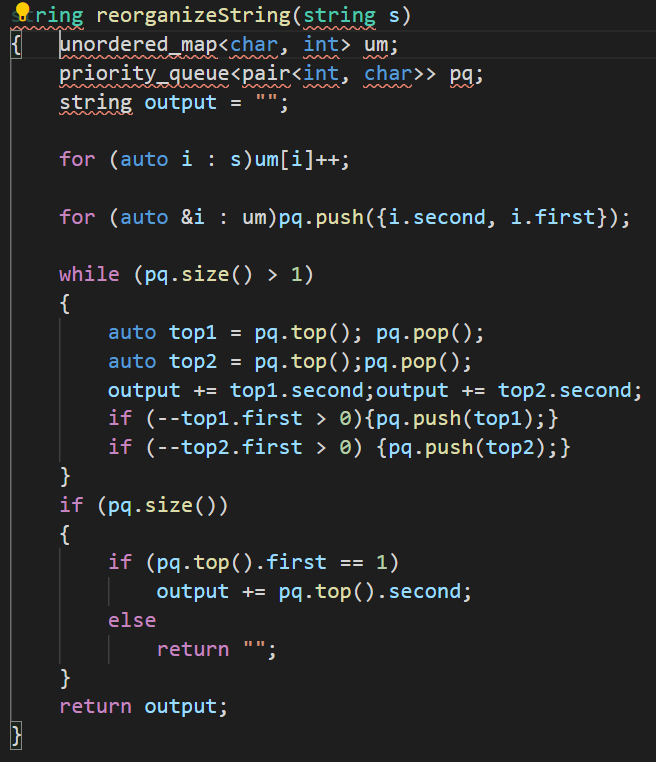 string reorganizeString(string s)
{   unordered_map<char, int> um;
    priority_queue<pair<int, char>> pq;
    string output = "";

    for (auto i : s)um[i]++;

    for (auto &i : um)pq.push({i.second, i.first});

    while (pq.size() > 1)
    {
        auto top1 = pq.top(); pq.pop();
        auto top2 = pq.top();pq.pop();
        output += top1.second;output += top2.second;
        if (--top1.first > 0){pq.push(top1);}
        if (--top2.first > 0) {pq.push(top2);}
    }
    if (pq.size())
    {
        if (pq.top().first == 1)
            output += pq.top().second;
        else
            return "";
    }
    return output;
}